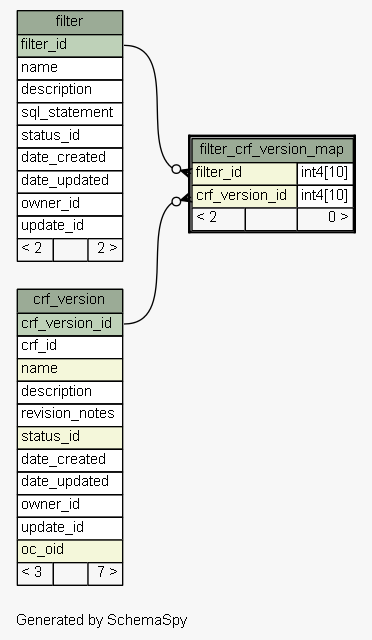 filter
filter_id
name
description
sql_statement
status_id
date_created
date_updated
owner_id
update_id
< 2 2 >
filter_crf_version_map
filter_id int4[10]
crf_version_id int4[10]
< 2 0 >
crf_version
crf_version_id
crf_id
name
description
revision_notes
status_id
date_created
date_updated
owner_id
update_id
oc_oid
< 3 7 >
Generated by SchemaSpy